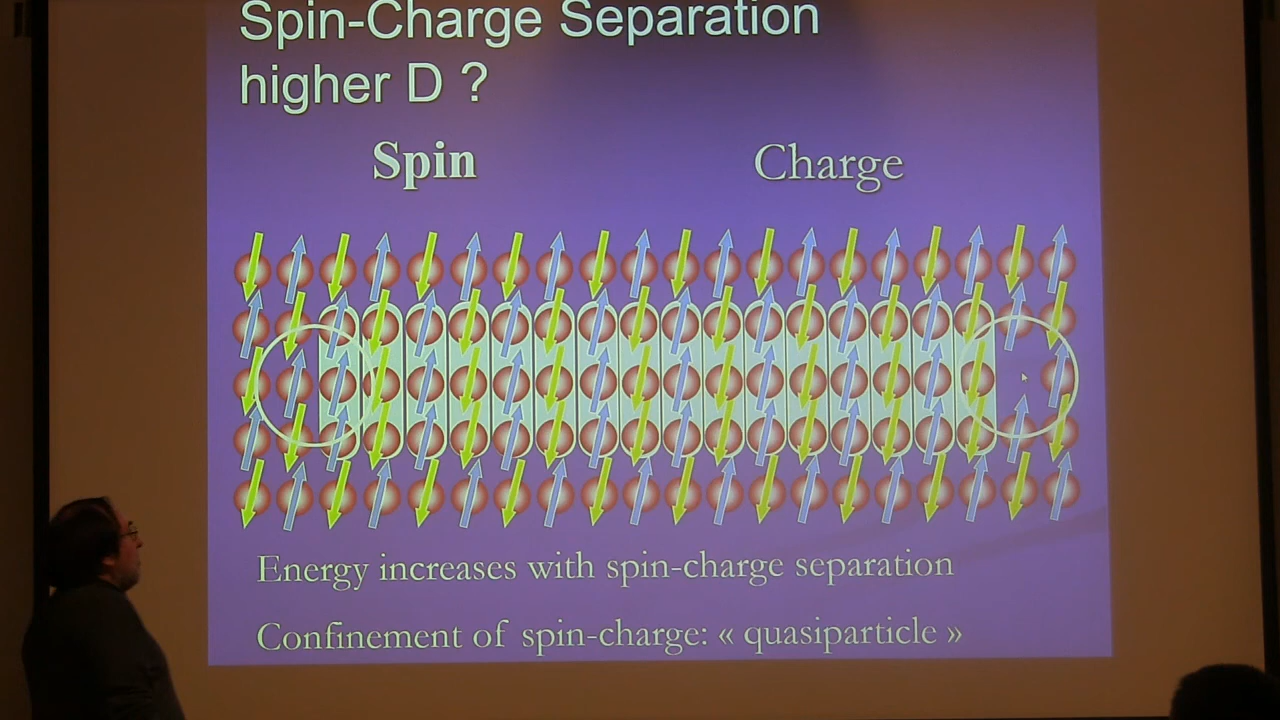 Spin-Charge Separation
higher D ?
Spin
Charge
Energy increases with spin-charge separation
Confinement of spin-charge: « quasiparticle »